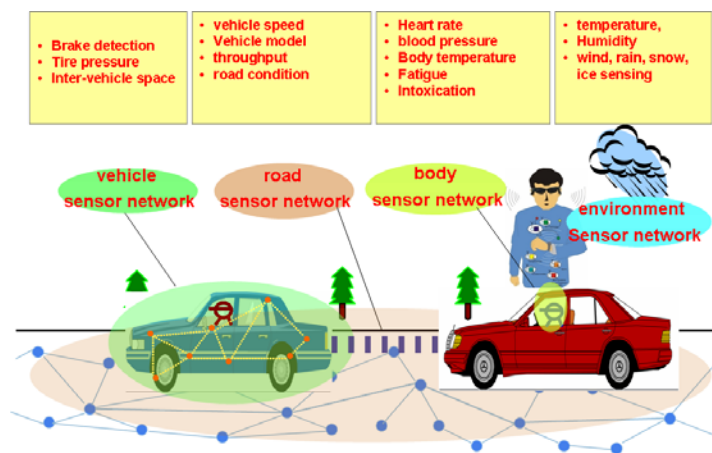 • Brake detection
• Tire pressure
• Inter-vehicle space
• vehicle speed
• Vehicle model
• throughput
• road condition
• Heart rate
• blood pressure
• Body temperature
• Fatigue
• Intoxication
• temperature,
• Humidity
• wind, rain, snow,
ice sensing
vehicle
sensor network
road
sensor network
body
sensor network
environment
Sensor network